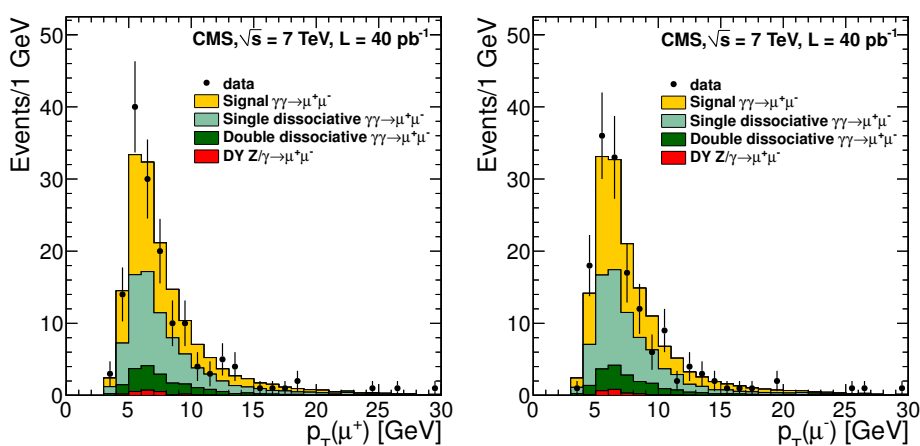 CMS, √s = 7 TeV, L = 40 pb⁻¹
data
Signal γγ→μ⁺μ⁻
Single dissociative γγ→μ⁺μ⁻
Double dissociative γγ→μ⁺μ⁻
DY Z/γ→μ⁺μ⁻
Events/1 GeV
50
40
30
20
10
0
0 5 10 15 20 25 30
p_T(μ⁺) [GeV]
CMS, √s = 7 TeV, L = 40 pb⁻¹
data
Signal γγ→μ⁺μ⁻
Single dissociative γγ→μ⁺μ⁻
Double dissociative γγ→μ⁺μ⁻
DY Z/γ→μ⁺μ⁻
Events/1 GeV
50
40
30
20
10
0
0 5 10 15 20 25 30
p_T(μ⁻) [GeV]